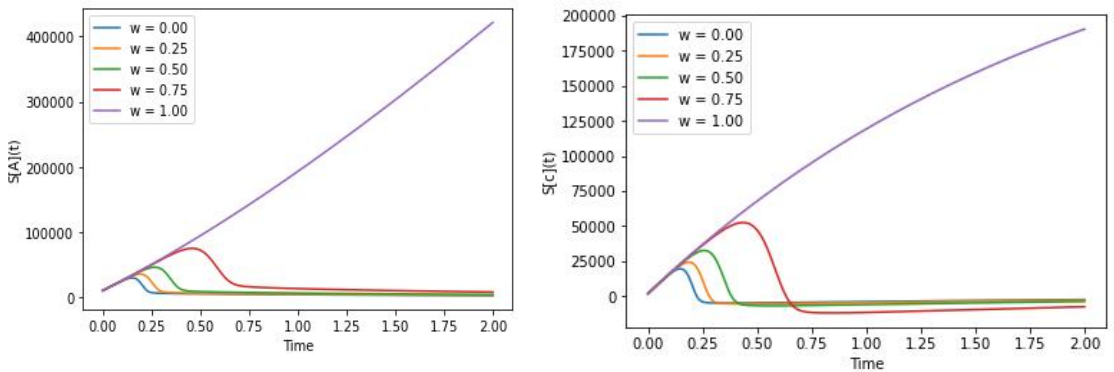 S[A](t)
400000
300000
200000
100000
0
w = 0.00
w = 0.25
w = 0.50
w = 0.75
w = 1.00
0.00 0.25 0.50 0.75 1.00 1.25 1.50 1.75 2.00
Time
S[c](t)
200000
175000
150000
125000
100000
75000
50000
25000
0
w = 0.00
w = 0.25
w = 0.50
w = 0.75
w = 1.00
0.00 0.25 0.50 0.75 1.00 1.25 1.50 1.75 2.00
Time